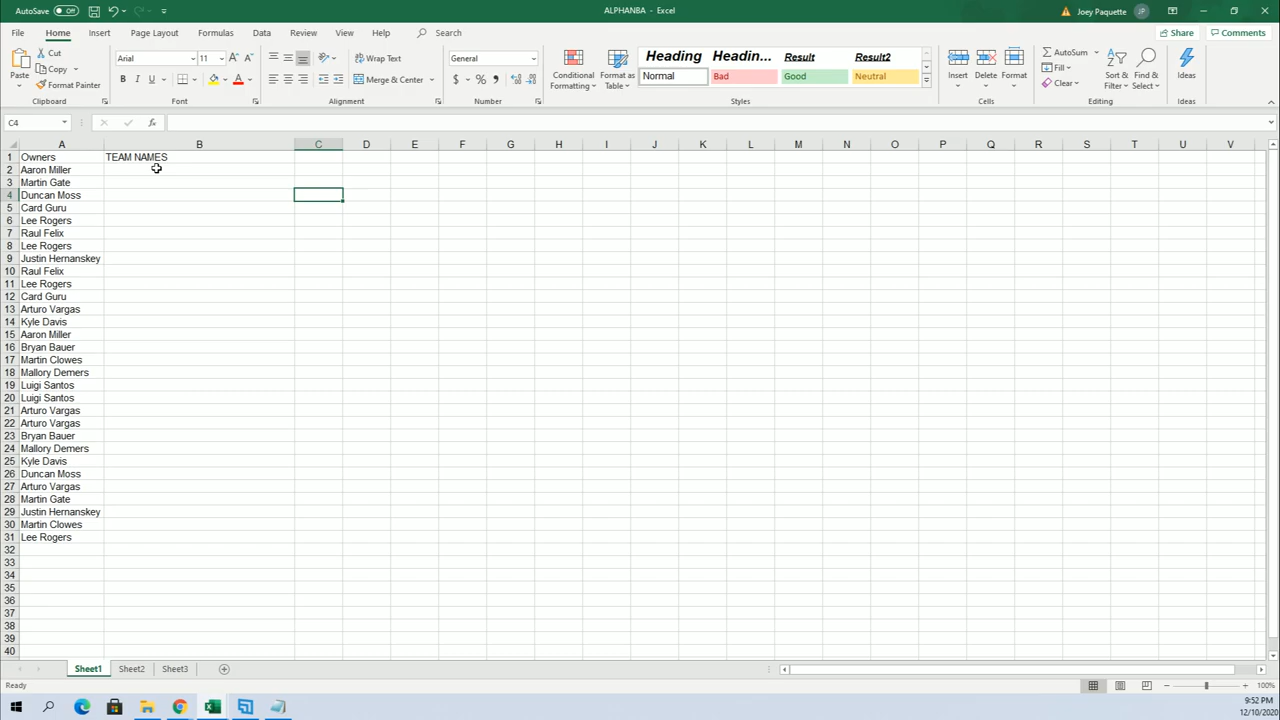 AutoSave Off ALPHANBA - Excel Joey Paquette JP
File Home Insert Page Layout Formulas Data Review View Help Search Share Comments
Paste Cut Copy Format Painter Clipboard
Arial 11 A A B I U A Font
Wrap Text Merge & Center Alignment
General $ % Number
Conditional Formatting Format as Table
Heading Headin... Result Result2
Normal Bad Good Neutral
Styles
Insert Delete Format Cells
AutoSum Fill Clear Sort & Filter Find & Select Editing
Ideas Ideas
C4 fx
A B C D E F G H I J K L M N O P Q R S T U V
1 Owners TEAM NAMES
2 Aaron Miller
3 Martin Gate
4 Duncan Moss
5 Card Guru
6 Lee Rogers
7 Raul Felix
8 Lee Rogers
9 Justin Hernanskey
10 Raul Felix
11 Lee Rogers
12 Card Guru
13 Arturo Vargas
14 Kyle Davis
15 Aaron Miller
16 Bryan Bauer
17 Martin Clowes
18 Mallory Demers
19 Luigi Santos
20 Luigi Santos
21 Arturo Vargas
22 Arturo Vargas
23 Bryan Bauer
24 Mallory Demers
25 Kyle Davis
26 Duncan Moss
27 Arturo Vargas
28 Martin Gate
29 Justin Hernanskey
30 Martin Clowes
31 Lee Rogers
32
33
34
35
36
37
38
39
40
Sheet1 Sheet2 Sheet3
Ready 100%
9:52 PM
12/10/2020